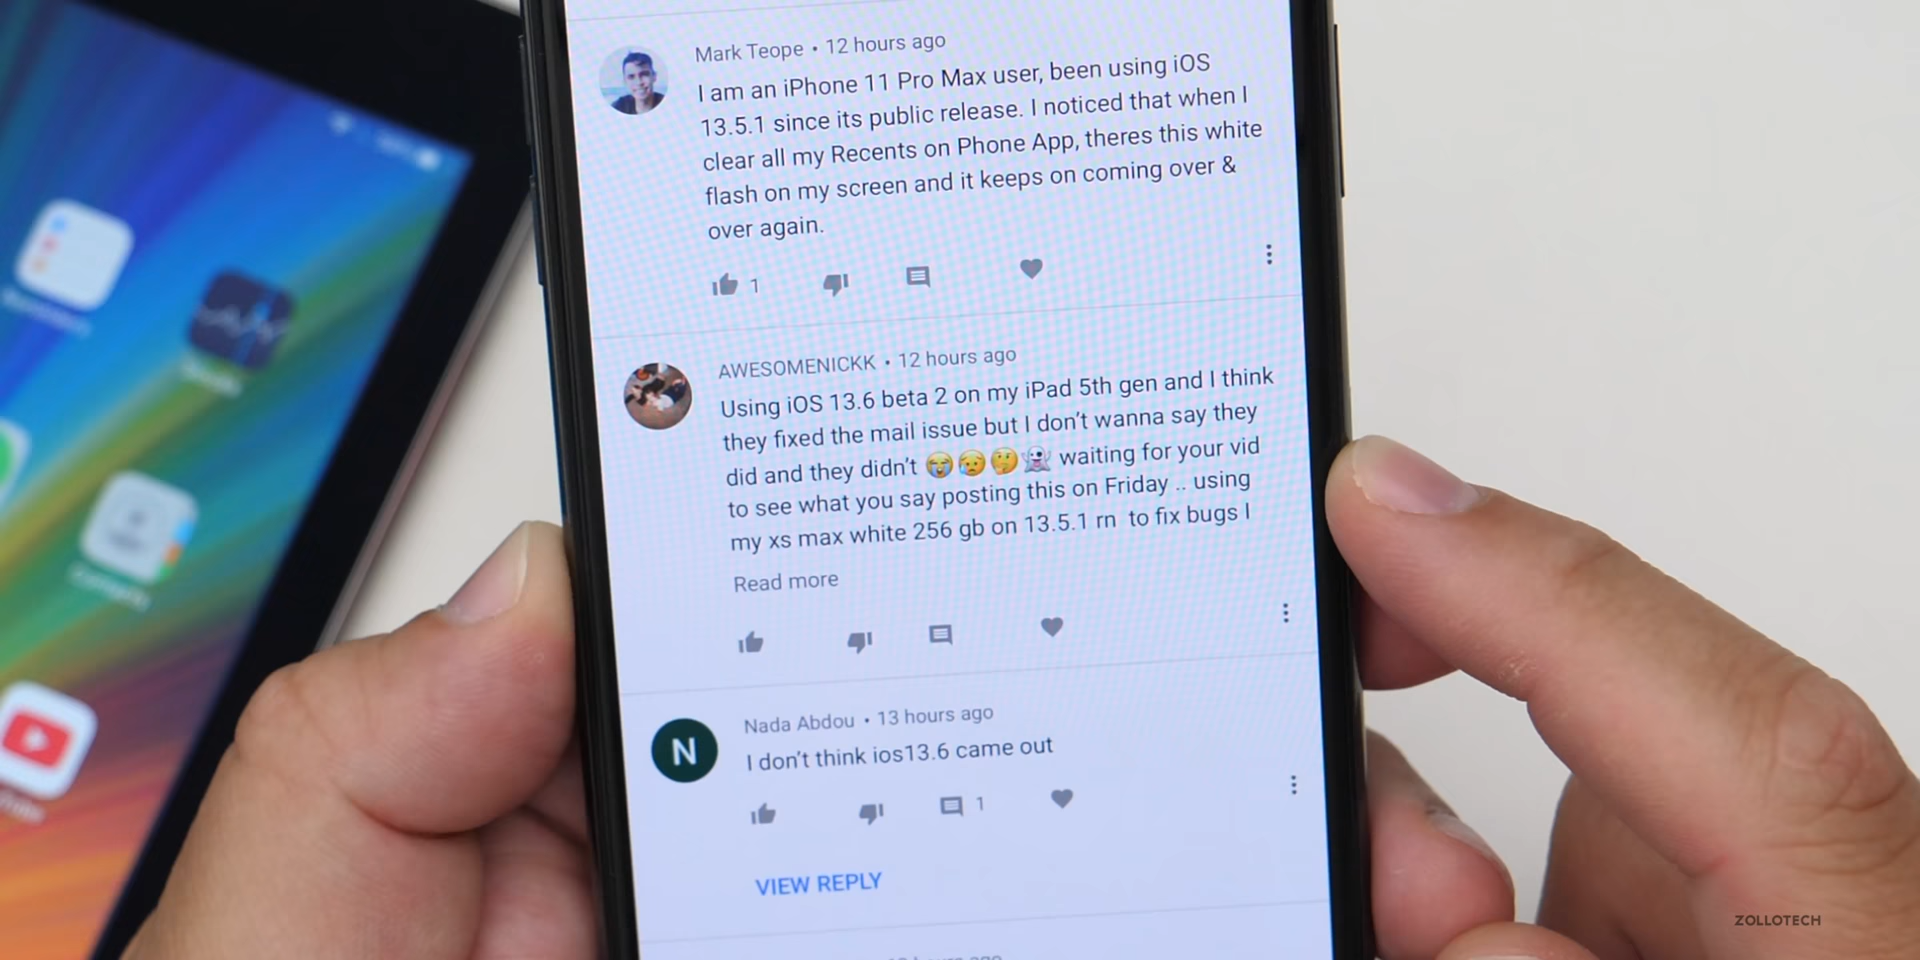 Mark Teope • 12 hours ago
I am an iPhone 11 Pro Max user, been using iOS
13.5.1 since its public release. I noticed that when I
clear all my Recents on Phone App, theres this white
flash on my screen and it keeps on coming over &
over again.
1
AWESOMENICKK • 12 hours ago
Using iOS 13.6 beta 2 on my iPad 5th gen and I think
they fixed the mail issue but I don’t wanna say they
did and they didn’t 😭😥🤔👻 waiting for your vid
to see what you say posting this on Friday .. using
my xs max white 256 gb on 13.5.1 rn  to fix bugs I
Read more
N
Nada Abdou • 13 hours ago
I don’t think ios13.6 came out
1
VIEW REPLY
ZOLLOTECH